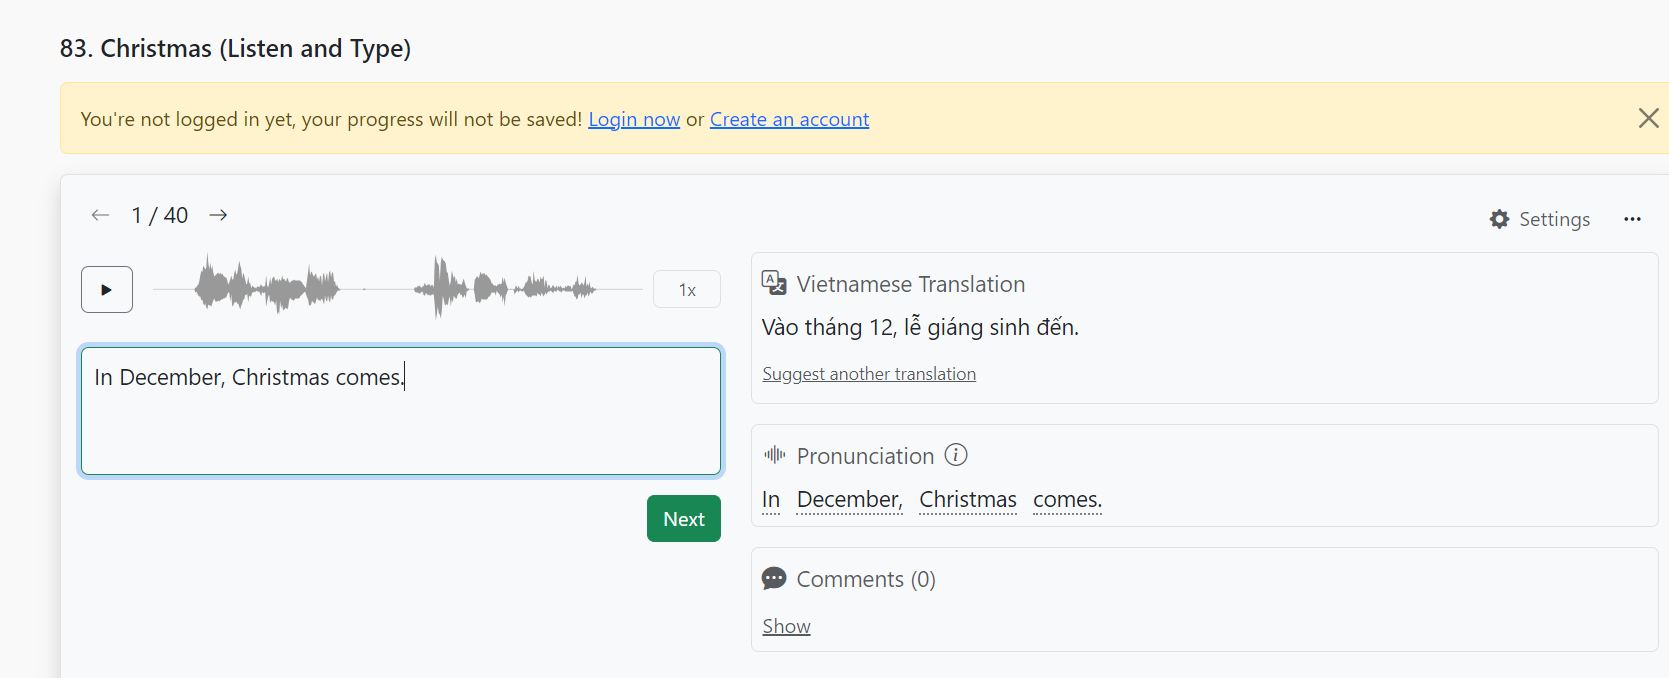 83. Christmas (Listen and Type)
You're not logged in yet, your progress will not be saved! Login now or Create an account
← 1 / 40 →
Settings
1x
In December, Christmas comes.
Next
Vietnamese Translation
Vào tháng 12, lễ giáng sinh đến.
Suggest another translation
Pronunciation
In December, Christmas comes.
Comments (0)
Show